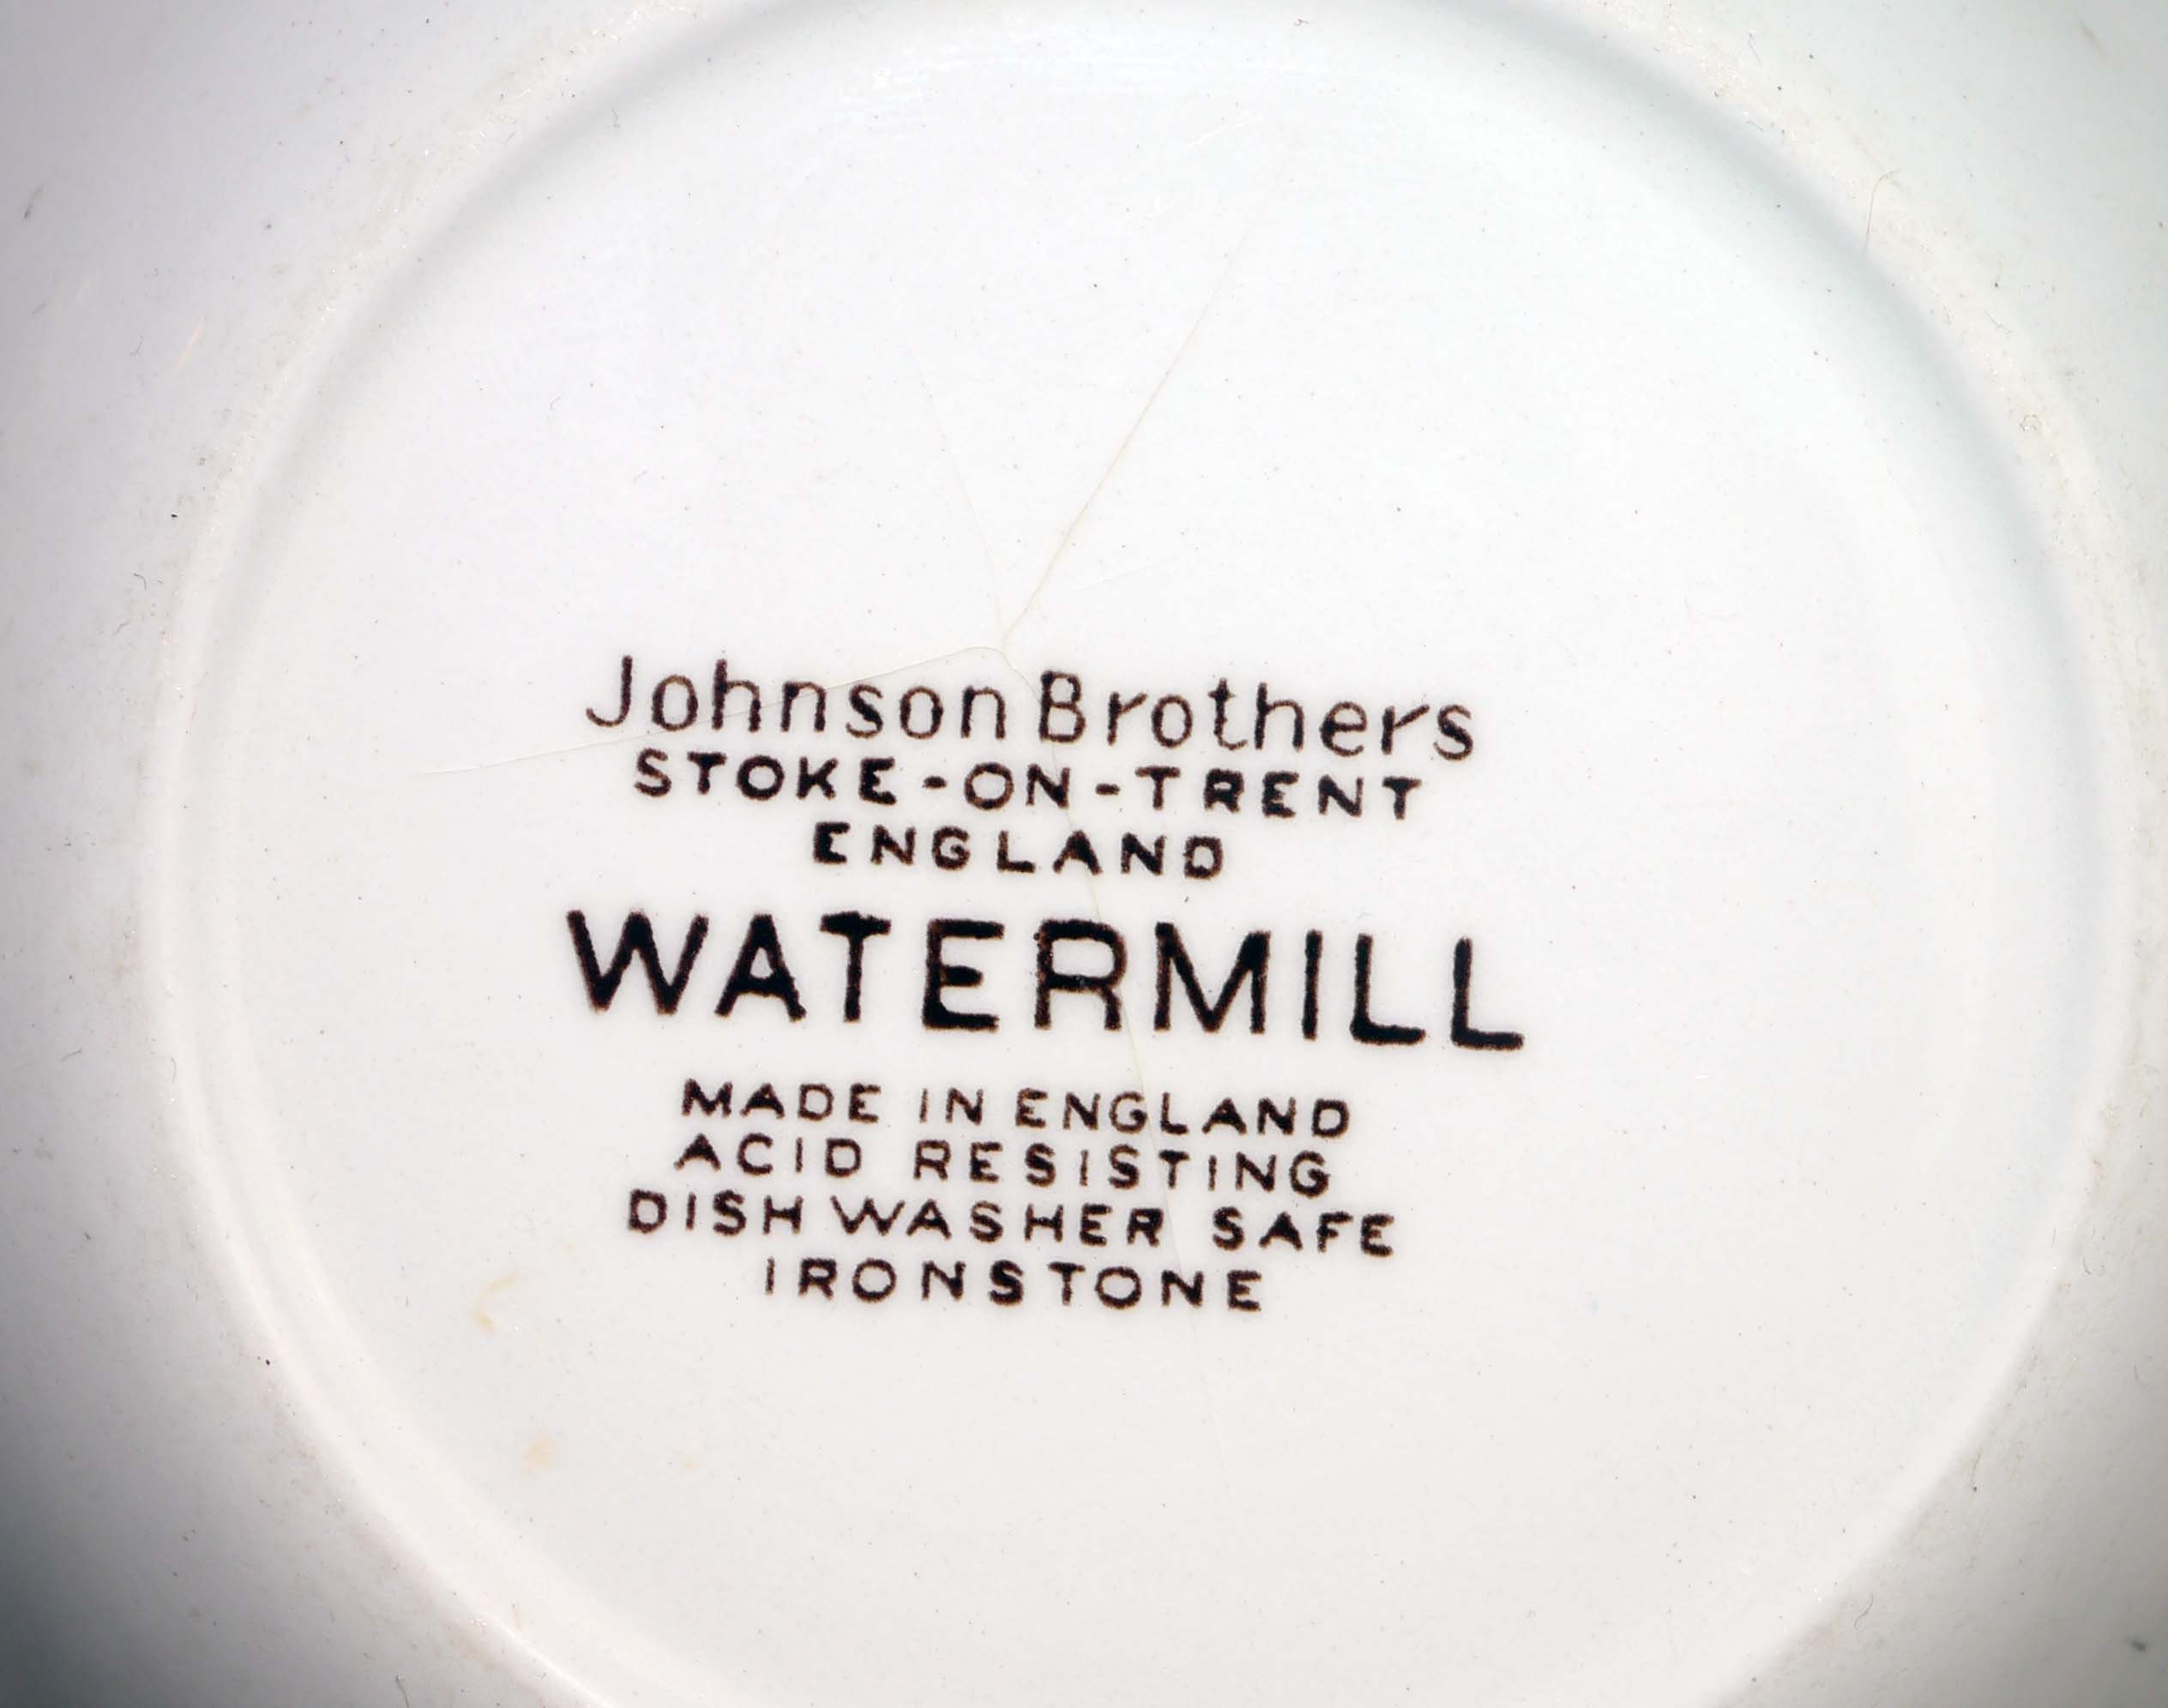 Johnson Brothers
STOKE-ON-TRENT
ENGLAND
WATERMILL
MADE IN ENGLAND
ACID RESISTING
DISH WASHER SAFE
IRONSTONE